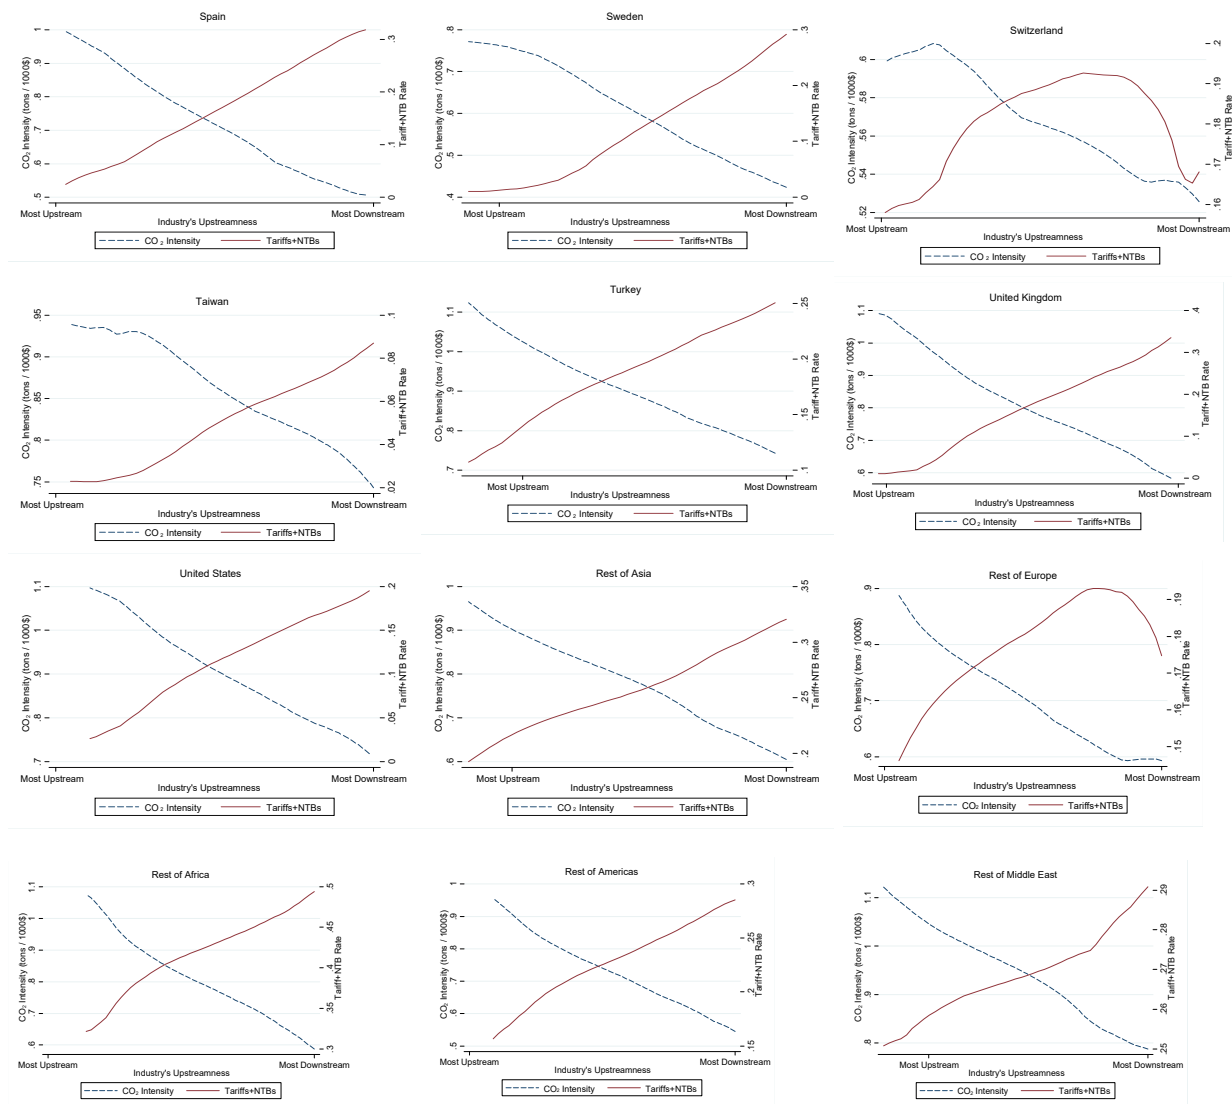 Spain
CO₂ Intensity (tons / 1000$)
1
.9
.8
.7
.6
.5
.3
.2
.1
0
Tariff+NTB Rate
Most Upstream
Most Downstream
Industry's Upstreamness
CO₂ Intensity
Tariffs+NTBs
Sweden
CO₂ Intensity (tons / 1000$)
.8
.7
.6
.5
.4
.3
.2
.1
0
Tariff+NTB Rate
Most Upstream
Most Downstream
Industry's Upstreamness
CO₂ Intensity
Tariffs+NTBs
Switzerland
CO₂ Intensity (tons / 1000$)
.6
.58
.56
.54
.52
.2
.19
.18
.17
.16
Tariff+NTB Rate
Most Upstream
Most Downstream
Industry's Upstreamness
CO₂ Intensity
Tariffs+NTBs
Taiwan
CO₂ Intensity (tons / 1000$)
.95
.9
.85
.8
.75
.1
.08
.06
.04
.02
Tariff+NTB Rate
Most Upstream
Most Downstream
Industry's Upstreamness
CO₂ Intensity
Tariffs+NTBs
Turkey
CO₂ Intensity (tons / 1000$)
1.1
1
.9
.8
.7
.25
.2
.15
.1
Tariff+NTB Rate
Most Upstream
Most Downstream
Industry's Upstreamness
CO₂ Intensity
Tariffs+NTBs
United Kingdom
CO₂ Intensity (tons / 1000$)
1.1
1
.9
.8
.7
.6
.4
.3
.2
.1
0
Tariff+NTB Rate
Most Upstream
Most Downstream
Industry's Upstreamness
CO₂ Intensity
Tariffs+NTBs
United States
CO₂ Intensity (tons / 1000$)
1.1
1
.9
.8
.7
.2
.15
.1
.05
0
Tariff+NTB Rate
Most Upstream
Most Downstream
Industry's Upstreamness
CO₂ Intensity
Tariffs+NTBs
Rest of Asia
CO₂ Intensity (tons / 1000$)
1
.9
.8
.7
.6
.35
.3
.25
.2
Tariff+NTB Rate
Most Upstream
Most Downstream
Industry's Upstreamness
CO₂ Intensity
Tariffs+NTBs
Rest of Europe
CO₂ Intensity (tons / 1000$)
.9
.8
.7
.6
.19
.18
.17
.16
.15
Tariff+NTB Rate
Most Upstream
Most Downstream
Industry's Upstreamness
CO₂ Intensity
Tariffs+NTBs
Rest of Africa
CO₂ Intensity (tons / 1000$)
1.1
1
.9
.8
.7
.6
.5
.45
.4
.35
.3
Tariff+NTB Rate
Most Upstream
Most Downstream
Industry's Upstreamness
CO₂ Intensity
Tariffs+NTBs
Rest of Americas
CO₂ Intensity (tons / 1000$)
1
.9
.8
.7
.6
.5
.3
.25
.2
.15
Tariff+NTB Rate
Most Upstream
Most Downstream
Industry's Upstreamness
CO₂ Intensity
Tariffs+NTBs
Rest of Middle East
CO₂ Intensity (tons / 1000$)
1.1
1
.9
.8
.29
.28
.27
.26
.25
Tariff+NTB Rate
Most Upstream
Most Downstream
Industry's Upstreamness
CO₂ Intensity
Tariffs+NTBs